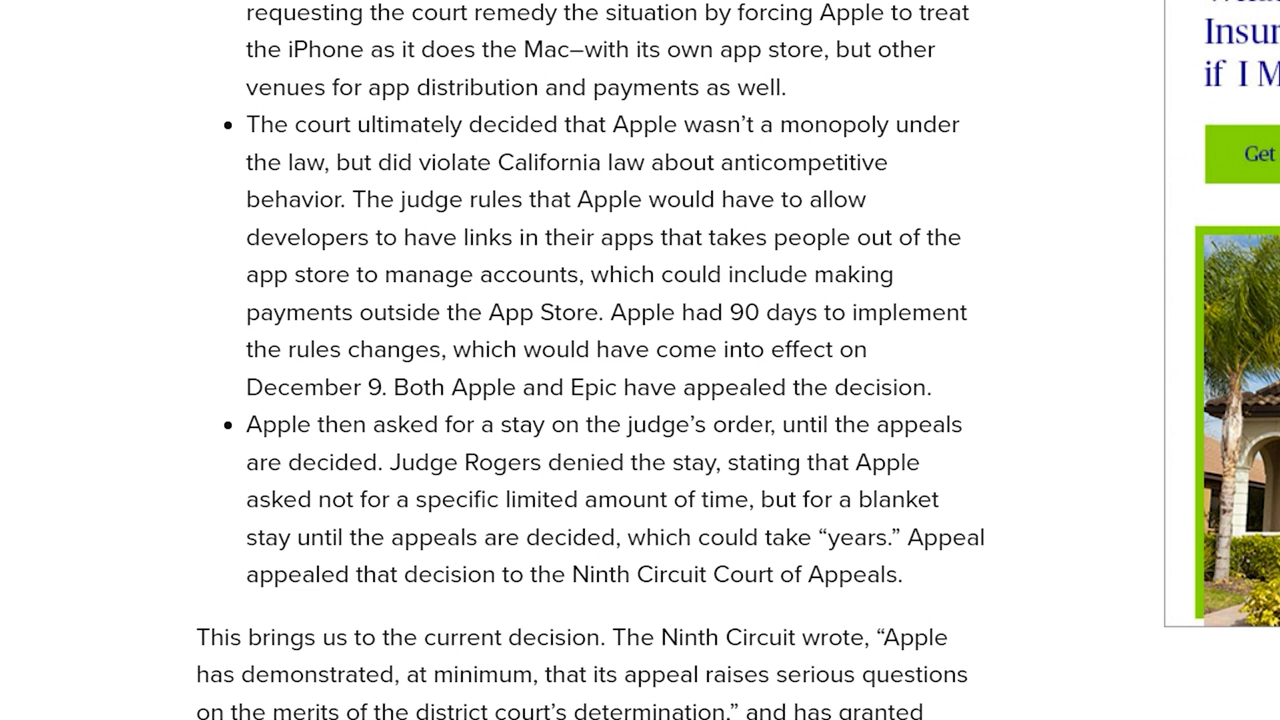 requesting the court remedy the situation by forcing Apple to treat
the iPhone as it does the Mac–with its own app store, but other
venues for app distribution and payments as well.
• The court ultimately decided that Apple wasn’t a monopoly under
the law, but did violate California law about anticompetitive
behavior. The judge rules that Apple would have to allow
developers to have links in their apps that takes people out of the
app store to manage accounts, which could include making
payments outside the App Store. Apple had 90 days to implement
the rules changes, which would have come into effect on
December 9. Both Apple and Epic have appealed the decision.
• Apple then asked for a stay on the judge’s order, until the appeals
are decided. Judge Rogers denied the stay, stating that Apple
asked not for a specific limited amount of time, but for a blanket
stay until the appeals are decided, which could take “years.” Appeal
appealed that decision to the Ninth Circuit Court of Appeals.
This brings us to the current decision. The Ninth Circuit wrote, “Apple
has demonstrated, at minimum, that its appeal raises serious questions
on the merits of the district court’s determination,” and has granted
Insur
if I M
Get